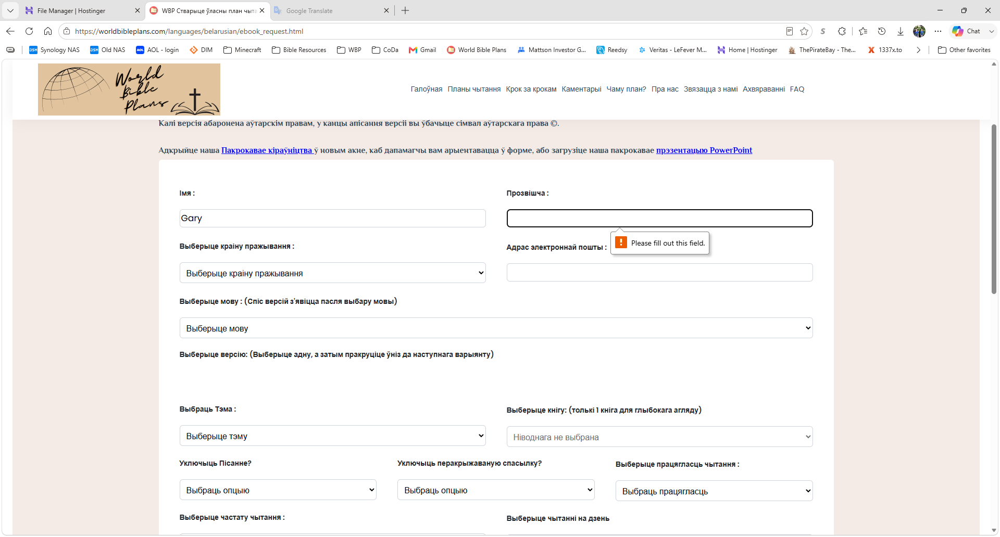 File Manager | Hostinger
WBP Стварыце ўласны план чыта
Google Translate
https://worldbibleplans.com/languages/belarusian/ebook_request.html
Chat
Synology NAS
Old NAS
AOL - login
DIM
Minecraft
Bible Resources
WBP
CoDa
Gmail
World Bible Plans
Mattson Investor G...
Reedsy
Veritas - LeFever M...
Home | Hostinger
ThePirateBay - The...
1337x.to
Other favorites
World
Bible
Plans
Галоўная Планы чытання Крок за крокам Каментарыі Чаму план? Пра нас Звязацца з намі Ахвяраванні FAQ
Калі версія абаронена аўтарскім правам, у канцы апісання версіі вы ўбачыце сімвал аўтарскага права ©.
Адкрыйце наша Пакрокавае кіраўніцтва ў новым акне, каб дапамагчы вам арыентавацца ў форме, або загрузіце наша пакрокавае прэзентацыю PowerPoint
Імя :
Прозвішча :
Gary
Please fill out this field.
Выберыце краіну пражывання :
Адрас электроннай пошты :
Выберыце краіну пражывання
Выберыце мову : (Спіс версій з'явіцца пасля выбару мовы)
Выберыце мову
Выберыце версію: (Выберыце адну, а затым пракруціце ўніз да наступнага варыянту)
Выбраць Тэма :
Выберыце кнігу: (толькі 1 кніга для глыбокага агляду)
Выберыце тэму
Ніводнага не выбрана
Уключыць Пісанне?
Уключыць перакрыжаваную спасылку?
Выберыце працягласць чытання :
Выбраць опцыю
Выбраць опцыю
Выбраць працягласць
Выберыце частату чытання :
Выберыце чытанні на дзень